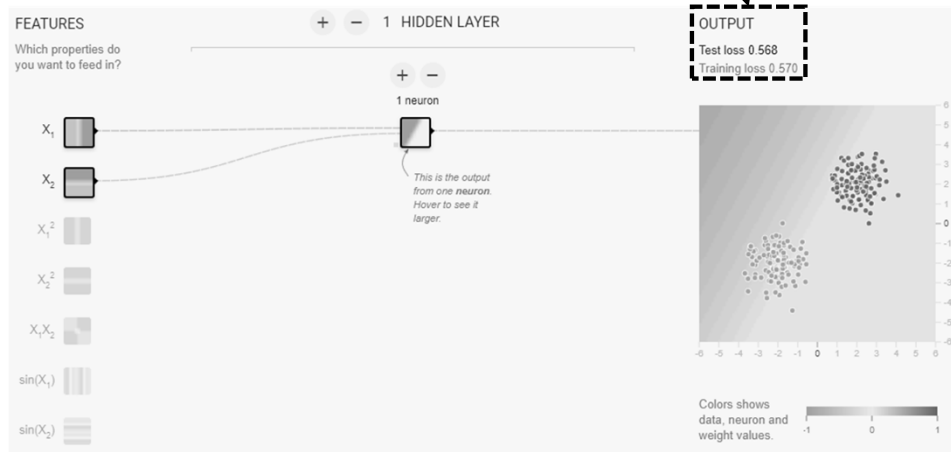 FEATURES
Which properties do
you want to feed in?
X₁
X₂
X₁²
X₂²
X₁X₂
sin(X₁)
sin(X₂)
+ − 1 HIDDEN LAYER
+ −
1 neuron
This is the output
from one neuron.
Hover to see it
larger.
OUTPUT
Test loss 0.568
Training loss 0.570
6
5
4
3
2
1
0
-1
-2
-3
-4
-5
-6
-6 -5 -4 -3 -2 -1 0 1 2 3 4 5 6
Colors shows
data, neuron and
weight values.
-1 0 1